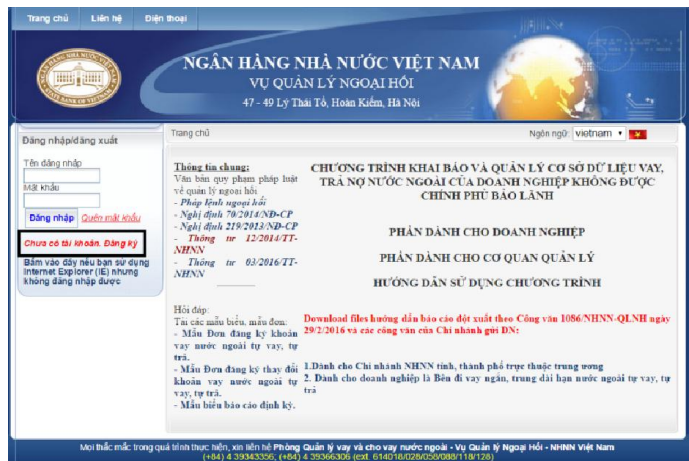 Trang chủ Liên hệ Điện thoại
NGÂN HÀNG NHÀ NƯỚC VIỆT NAM
VỤ QUẢN LÝ NGOẠI HỐI
47 - 49 Lý Thái Tổ, Hoàn Kiếm, Hà Nội
Đăng nhập/đăng xuất
Tên đăng nhập
Mật khẩu
Đăng nhập Quên mật khẩu
Chưa có tài khoản. Đăng ký
Bấm vào đây nếu bạn sử dụng
Internet Explorer (IE) nhưng
không đăng nhập được
Trang chủ
Ngôn ngữ: vietnam
Thông tin chung:
Văn bản quy phạm pháp luật
về quản lý ngoại hối
- Pháp lệnh ngoại hối
- Nghị định 70/2014/NĐ-CP
- Nghị định 219/2013/NĐ-CP
- Thông tư 12/2014/TT-
NHNN
- Thông tư 03/2016/TT-
NHNN
Hỏi đáp:
Tải các mẫu biểu, mẫu đơn:
- Mẫu Đơn đăng ký khoản
vay nước ngoài tự vay, tự
trả.
- Mẫu Đơn đăng ký thay đổi
khoản vay nước ngoài tự
vay, tự trả.
- Mẫu biểu báo cáo định kỳ.
CHƯƠNG TRÌNH KHAI BÁO VÀ QUẢN LÝ CƠ SỞ DỮ LIỆU VAY,
TRẢ NỢ NƯỚC NGOÀI CỦA DOANH NGHIỆP KHÔNG ĐƯỢC
CHÍNH PHỦ BẢO LÃNH
PHẦN DÀNH CHO DOANH NGHIỆP
PHẦN DÀNH CHO CƠ QUAN QUẢN LÝ
HƯỚNG DẪN SỬ DỤNG CHƯƠNG TRÌNH
Download files hướng dẫn báo cáo đột xuất theo Công văn 1086/NHNN-QLNH ngày
29/2/2016 và các công văn của Chi nhánh gửi DN:
1.Dành cho Chi nhánh NHNN tỉnh, thành phố trực thuộc trung ương
2. Dành cho doanh nghiệp là Bên đi vay ngắn, trung dài hạn nước ngoài tự vay, tự
trả
Mọi thắc mắc trong quá trình thực hiện, xin liên hệ Phòng Quản lý vay và cho vay nước ngoài - Vụ Quản lý Ngoại Hối - NHNN Việt Nam
(+84) 4 39343356; (+84) 4 39366306 (ext. 614018/028/058/088/118/128)